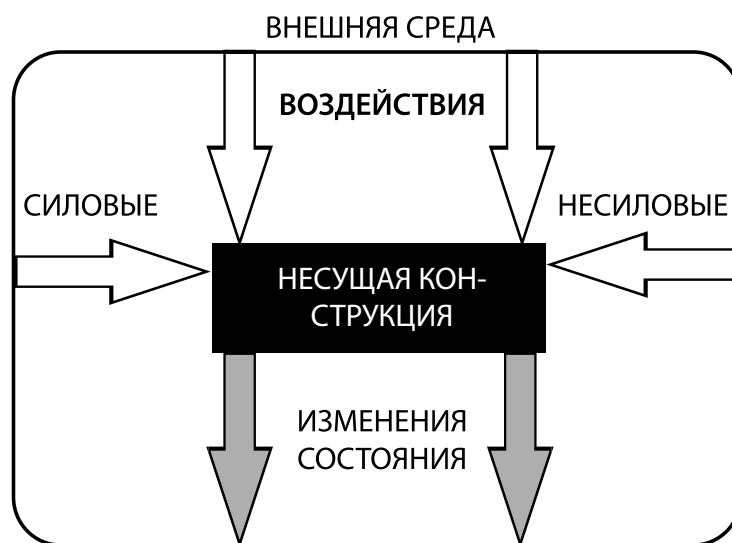 ВНЕШНЯЯ СРЕДА
ВОЗДЕЙСТВИЯ
СИЛОВЫЕ
НЕСИЛОВЫЕ
НЕСУЩАЯ КОН-
СТРУКЦИЯ
ИЗМЕНЕНИЯ
СОСТОЯНИЯ